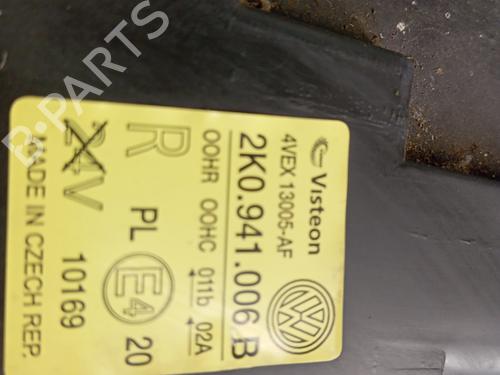 Visteon
4VEX 13005-AF
2K0.941.006.B
OOHR OOHC 011b 02A
R PL E4 20
24V 10169
MADE IN CZECH REP.
B-PARTS